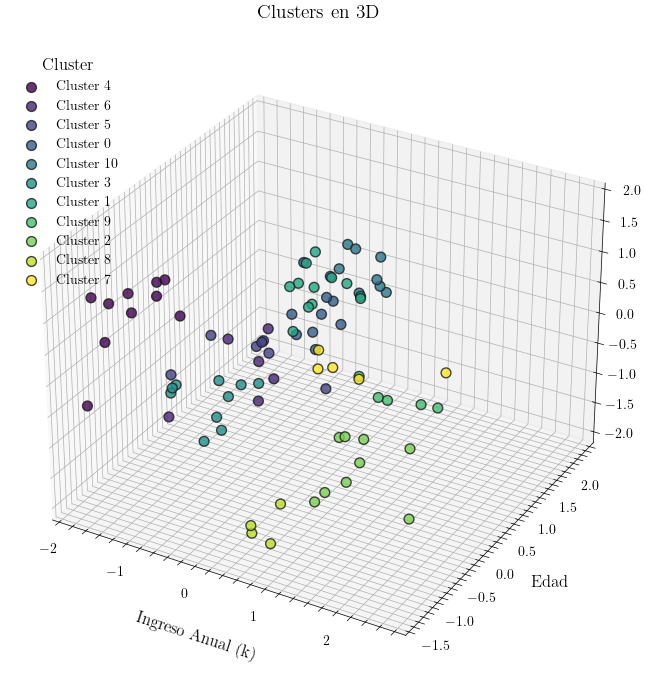 Clusters en 3D
Cluster
Cluster 4
Cluster 6
Cluster 5
Cluster 0
Cluster 10
Cluster 3
Cluster 1
Cluster 9
Cluster 2
Cluster 8
Cluster 7
2.0
1.5
1.0
0.5
0.0
−0.5
−1.0
−1.5
−2.0
2.0
1.5
1.0
0.5
0.0
−0.5
−1.0
−1.5
Edad
−2
−1
0
1
2
Ingreso Anual (k)